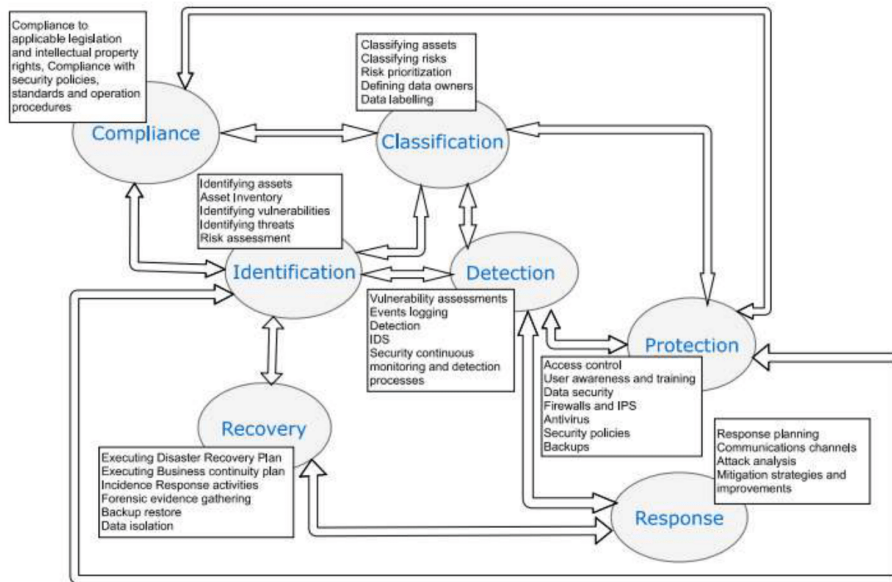 Compliance to
applicable legislation
and intellectual property
rights, Compliance with
security policies,
standards and operation
procedures
Compliance
Classifying assets
Classifying risks
Risk prioritization
Defining data owners
Data labelling
Classification
Identifying assets
Asset Inventory
Identifying vulnerabilities
Identifying threats
Risk assessment
Identification
Detection
Vulnerability assessments
Events logging
Detection
IDS
Security continuous
monitoring and detection
processes
Protection
Access control
User awareness and training
Data security
Firewalls and IPS
Antivirus
Security policies
Backups
Recovery
Executing Disaster Recovery Plan
Executing Business continuity plan
Incidence Response activities
Forensic evidence gathering
Backup restore
Data isolation
Response planning
Communications channels
Attack analysis
Mitigation strategies and
improvements
Response